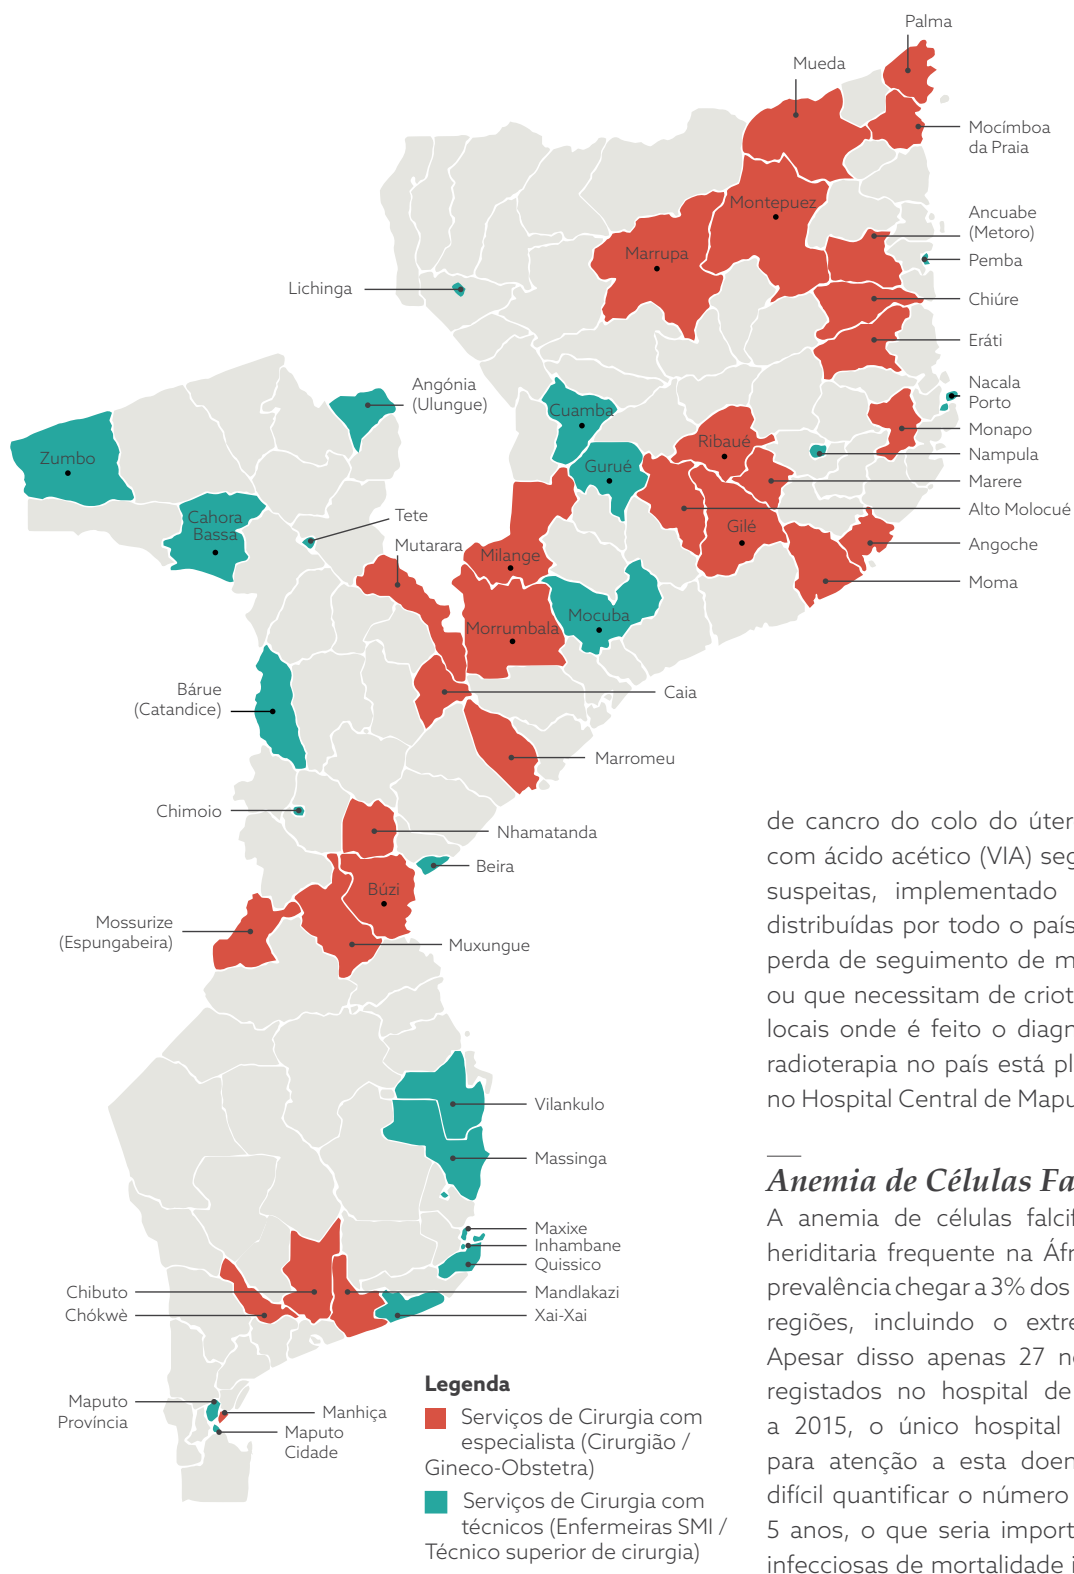 Palma
Mueda
Mocímboa
da Praia
Montepuez
Ancuabe
(Metoro)
Marrupa
Pemba
Lichinga
Chiúre
Eráti
Angónia
(Ulungue)
Nacala
Porto
Cuamba
Monapo
Ribaué
Nampula
Zumbo
Gurué
Marere
Alto Molocué
Cahora
Bassa
Tete
Gilé
Angoche
Mutarara
Milange
Moma
Mocuba
Morrumbala
Bárue
(Catandice)
Caia
Marromeu
Chimoio
Nhamatanda
Beira
Búzi
Mossurize
(Espungabeira)
Muxungue
Vilankulo
Massinga
Maxixe
Inhambane
Quissico
Chibuto
Mandlakazi
Chókwè
Xai-Xai
Maputo
Província
Manhiça
Maputo
Cidade
Legenda
Serviços de Cirurgia com
especialista (Cirurgião /
Gineco-Obstetra)
Serviços de Cirurgia com
técnicos (Enfermeiras SMI /
Técnico superior de cirurgia)
de cancro do colo do úter
com ácido acético (VIA) seg
suspeitas, implementado
distribuídas por todo o país
perda de seguimento de m
ou que necessitam de criot
locais onde é feito o diagn
radioterapia no país está pl
no Hospital Central de Mapu
Anemia de Células Fa
A anemia de células falcif
heriditaria frequente na Áfr
prevalência chegar a 3% dos
regiões, incluindo o extre
Apesar disso apenas 27 n
registados no hospital de
a 2015, o único hospital
para atenção a esta doen
difícil quantificar o número
5 anos, o que seria import
infecciosas de mortalidade i